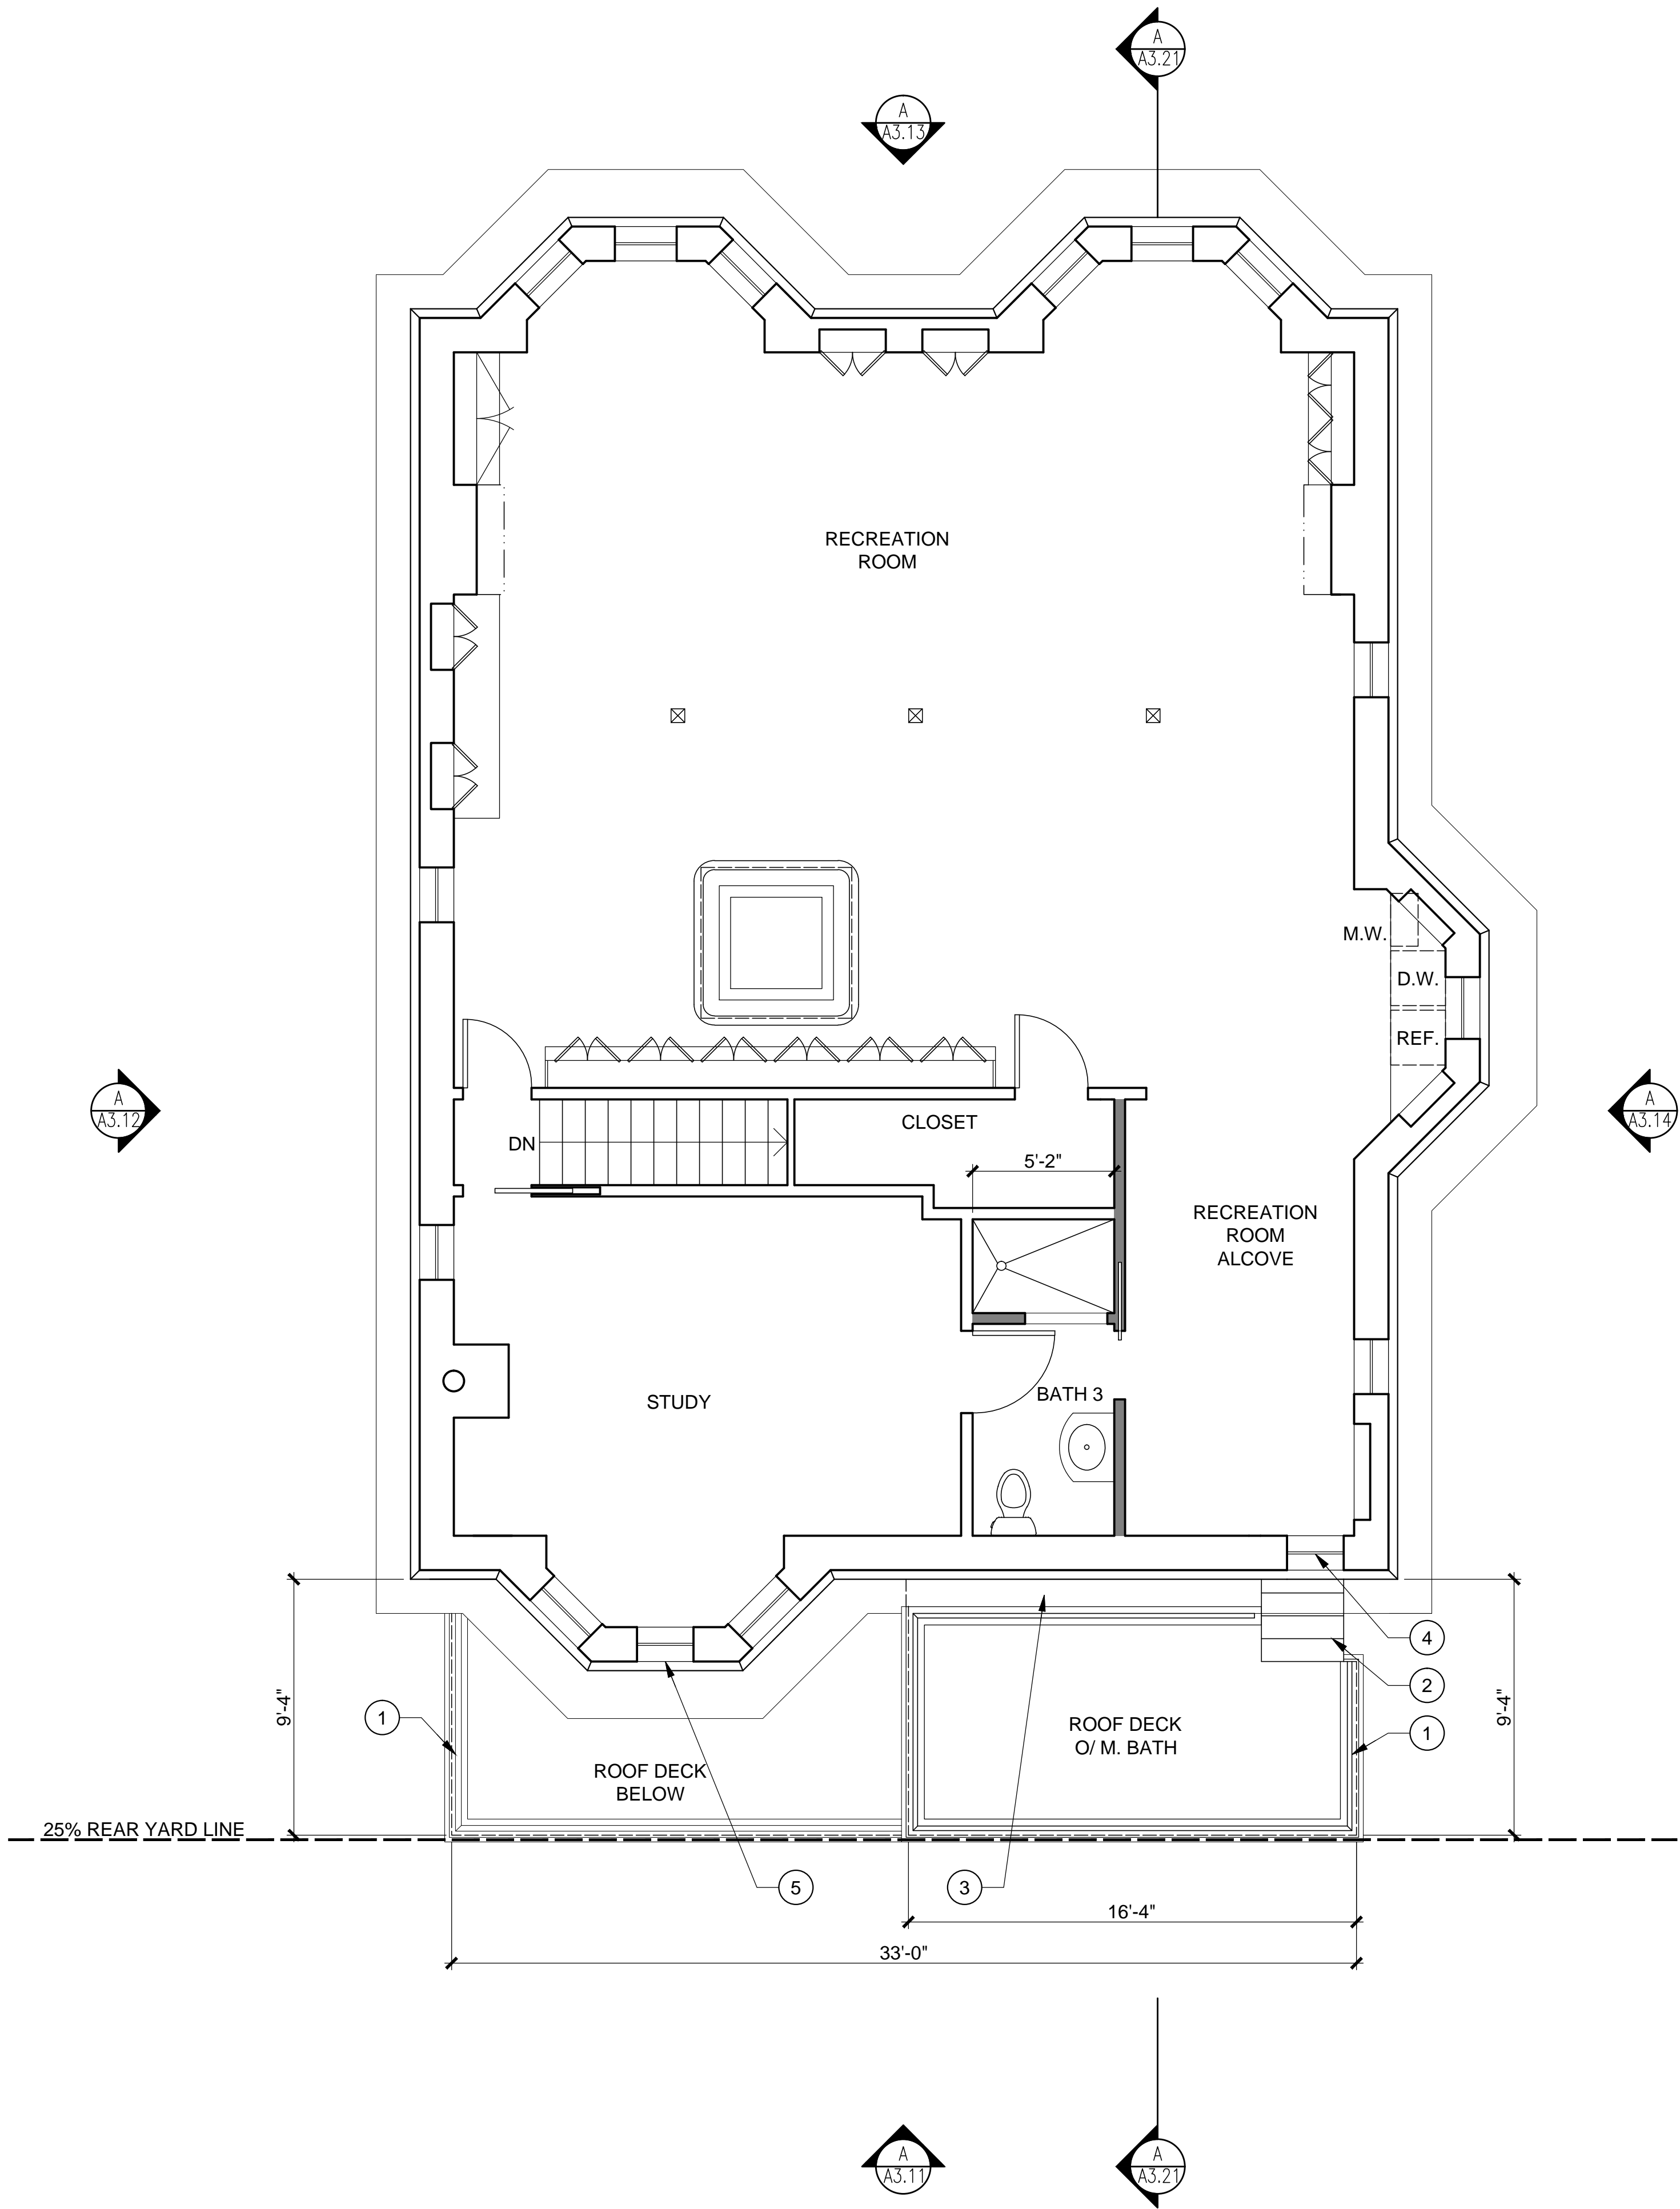 A
A3.21
A
A3.13
RECREATION
ROOM
M.W.
D.W.
REF.
A
A3.12
DN
CLOSET
5'-2"
A
A3.14
RECREATION
ROOM
ALCOVE
STUDY
BATH 3
4
2
1
9'-4"
1
9'-4"
ROOF DECK
O/ M. BATH
ROOF DECK
BELOW
25% REAR YARD LINE
5
3
16'-4"
33'-0"
A
A3.11
A
A3.21